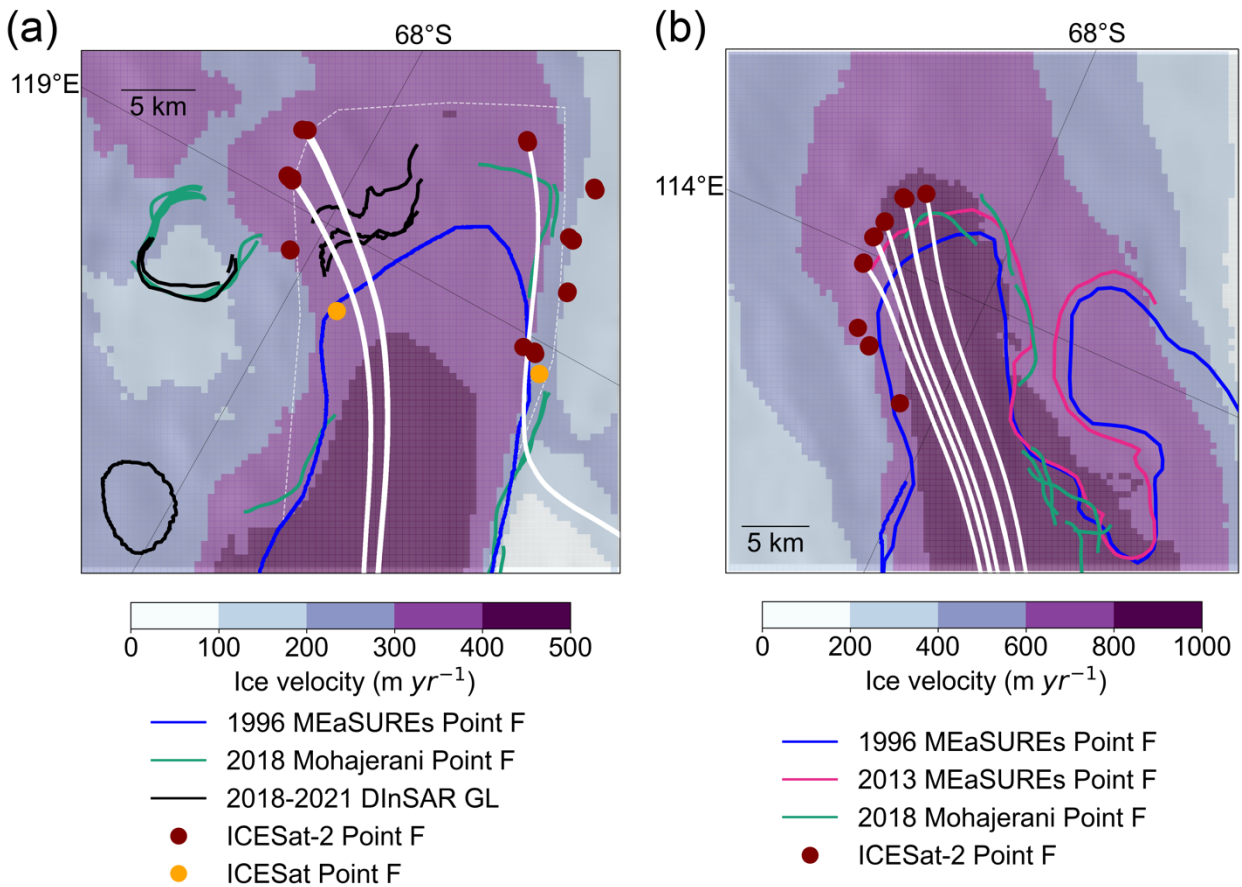 (a)
68°S
119°E
5 km
0 100 200 300 400 500
Ice velocity (m yr⁻¹)
1996 MEaSUREs Point F
2018 Mohajerani Point F
2018-2021 DInSAR GL
ICESat-2 Point F
ICESat Point F
(b)
68°S
114°E
5 km
0 200 400 600 800 1000
Ice velocity (m yr⁻¹)
1996 MEaSUREs Point F
2013 MEaSUREs Point F
2018 Mohajerani Point F
ICESat-2 Point F